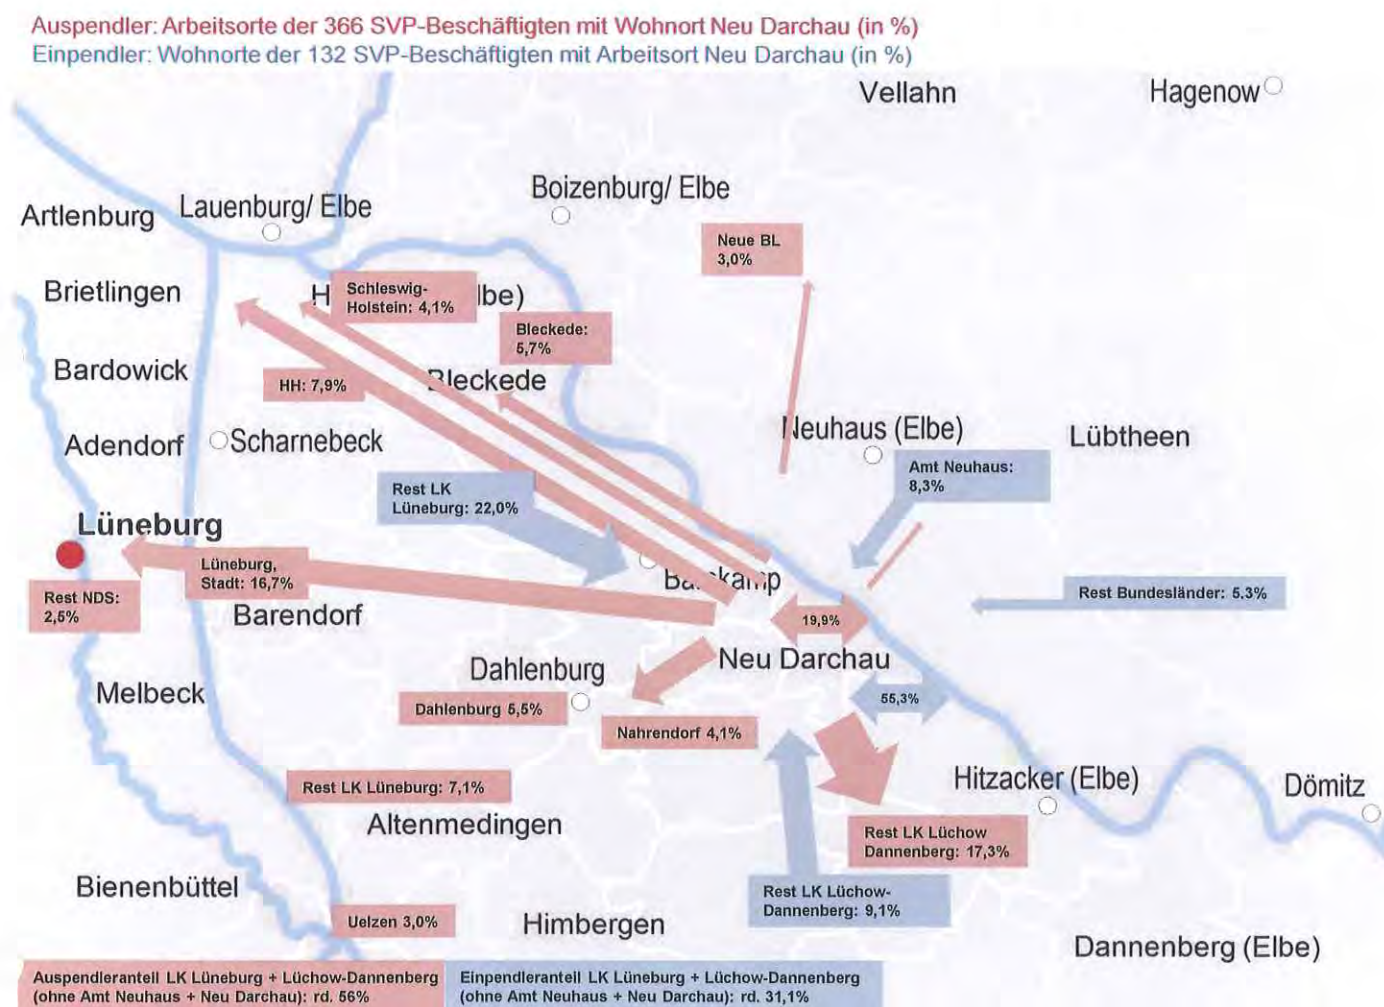 Auspendler: Arbeitsorte der 366 SVP-Beschäftigten mit Wohnort Neu Darchau (in %)
Einpendler: Wohnorte der 132 SVP-Beschäftigten mit Arbeitsort Neu Darchau (in %)
Vellahn
Hagenow
Boizenburg/ Elbe
Lauenburg/ Elbe
Artlenburg
Neue BL
3,0%
Brietlingen
Schleswig-
Holstein: 4,1%
lbe)
Bleckede:
5,7%
Bardowick
HH: 7,9%
Bleckede
Adendorf
Scharnebeck
Neuhaus (Elbe)
Lübtheen
Amt Neuhaus:
8,3%
Rest LK
Lüneburg: 22,0%
Lüneburg
Lüneburg,
Stadt: 16,7%
Rest NDS:
2,5%
Barendorf
Rest Bundesländer: 5,3%
19,9%
Neu Darchau
Dahlenburg
Melbeck
55,3%
Dahlenburg 5,5%
Nahrendorf 4,1%
Rest LK Lüneburg: 7,1%
Hitzacker (Elbe)
Dömitz
Altenmedingen
Rest LK Lüchow
Dannenberg: 17,3%
Bienenbüttel
Rest LK Lüchow-
Dannenberg: 9,1%
Uelzen 3,0%
Himbergen
Dannenberg (Elbe)
Auspendleranteil LK Lüneburg + Lüchow-Dannenberg
(ohne Amt Neuhaus + Neu Darchau): rd. 56%
Einpendleranteil LK Lüneburg + Lüchow-Dannenberg
(ohne Amt Neuhaus + Neu Darchau): rd. 31,1%